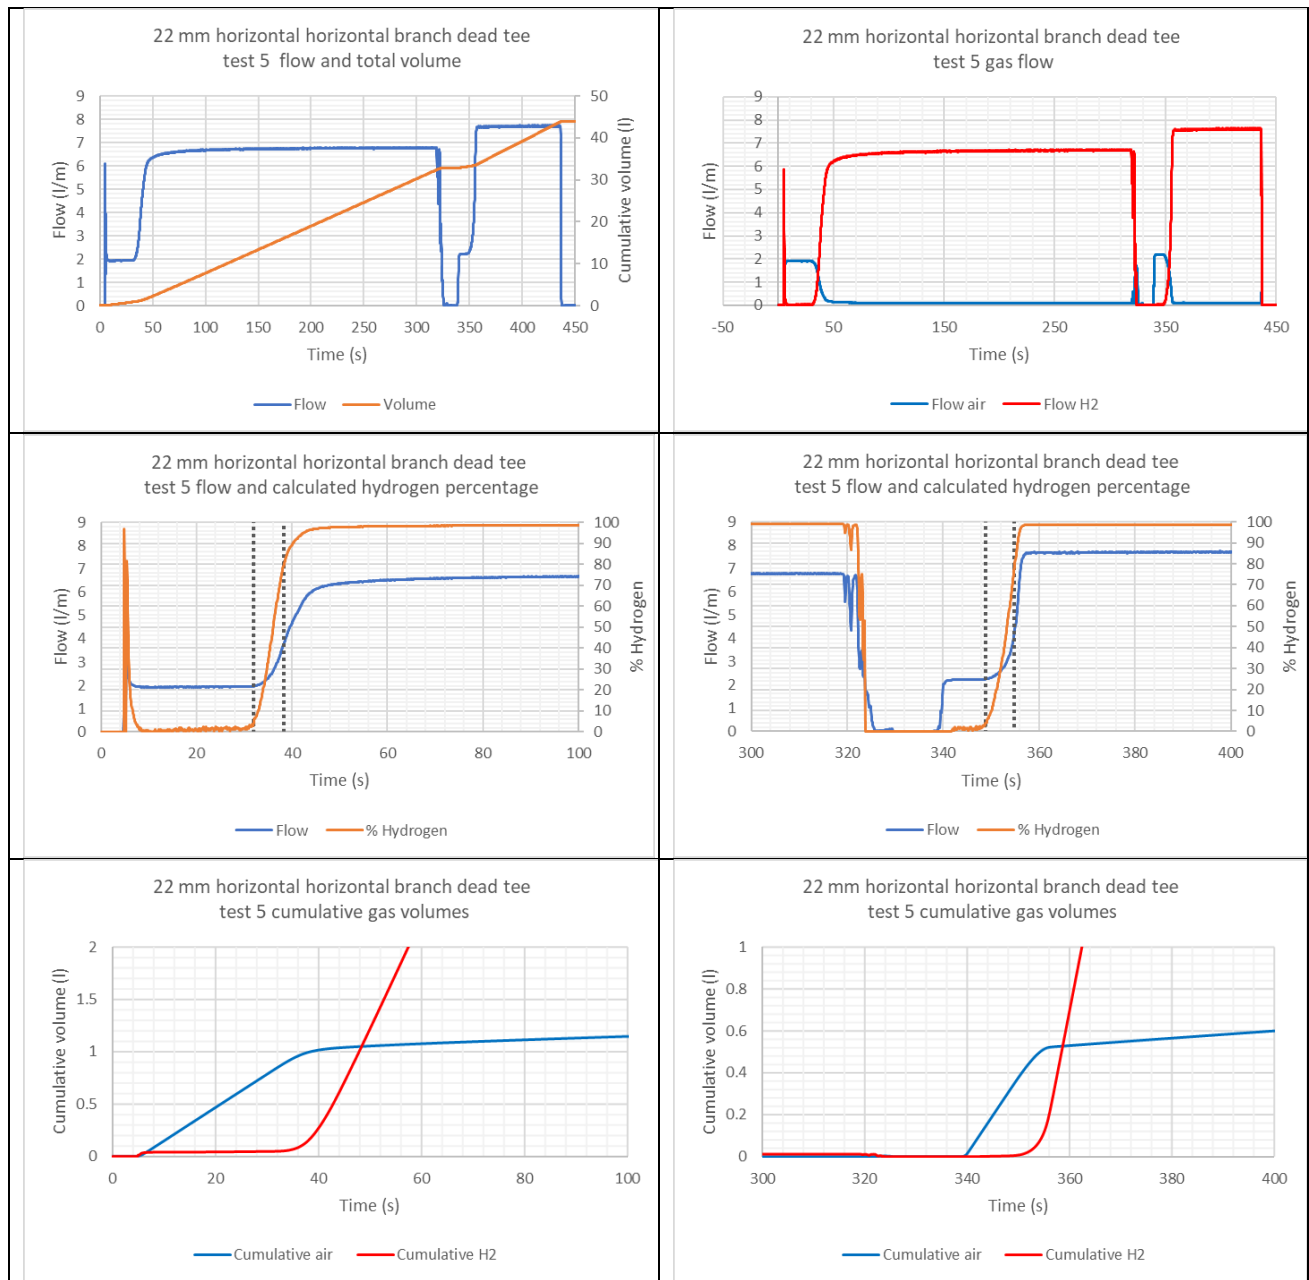 22 mm horizontal horizontal branch dead tee
test 5 flow and total volume
9
8
7
6
5
4
3
2
1
0
Flow (l/m)
50
40
30
20
10
0
Cumulative volume (l)
0 50 100 150 200 250 300 350 400 450
Time (s)
Flow Volume
22 mm horizontal horizontal branch dead tee
test 5 gas flow
9
8
7
6
5
4
3
2
1
0
Flow (l/m)
-50 50 150 250 350 450
Time (s)
Flow air Flow H2
22 mm horizontal horizontal branch dead tee
test 5 flow and calculated hydrogen percentage
9
8
7
6
5
4
3
2
1
0
Flow (l/m)
100
90
80
70
60
50
40
30
20
10
0
% Hydrogen
0 20 40 60 80 100
Time (s)
Flow % Hydrogen
22 mm horizontal horizontal branch dead tee
test 5 flow and calculated hydrogen percentage
9
8
7
6
5
4
3
2
1
0
Flow (l/m)
100
90
80
70
60
50
40
30
20
10
0
% Hydrogen
300 320 340 360 380 400
Time (s)
Flow % Hydrogen
22 mm horizontal horizontal branch dead tee
test 5 cumulative gas volumes
2
1.5
1
0.5
0
Cumulative volume (l)
0 20 40 60 80 100
Time (s)
Cumulative air Cumulative H2
22 mm horizontal horizontal branch dead tee
test 5 cumulative gas volumes
1
0.8
0.6
0.4
0.2
0
Cumulative volume (l)
300 320 340 360 380 400
Time (s)
Cumulative air Cumulative H2